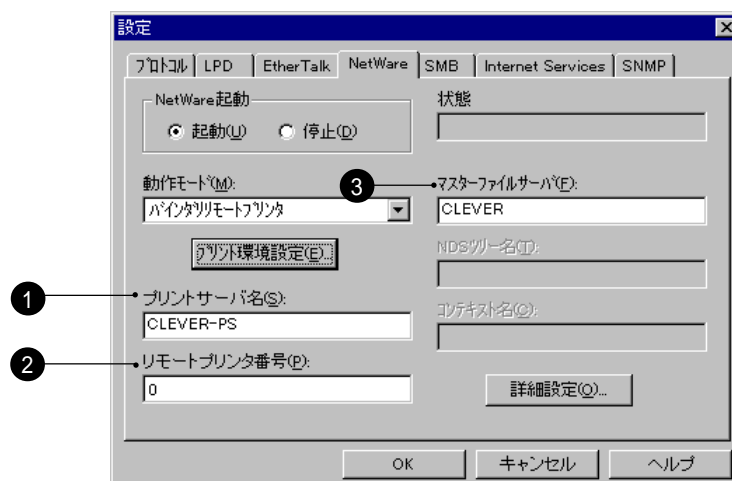 設定
プロトコル LPD EtherTalk NetWare SMB Internet Services SNMP
NetWare起動
起動(U) 停止(D)
状態
動作モード(M):
バインダリリモートプリンタ
3 マスターファイルサーバ(F):
CLEVER
プリント環境設定(E)...
NDSツリー名(T):
1 プリントサーバ名(S):
CLEVER-PS
コンテキスト名(C):
2 リモートプリンタ番号(P):
0
詳細設定(O)...
OK キャンセル ヘルプ